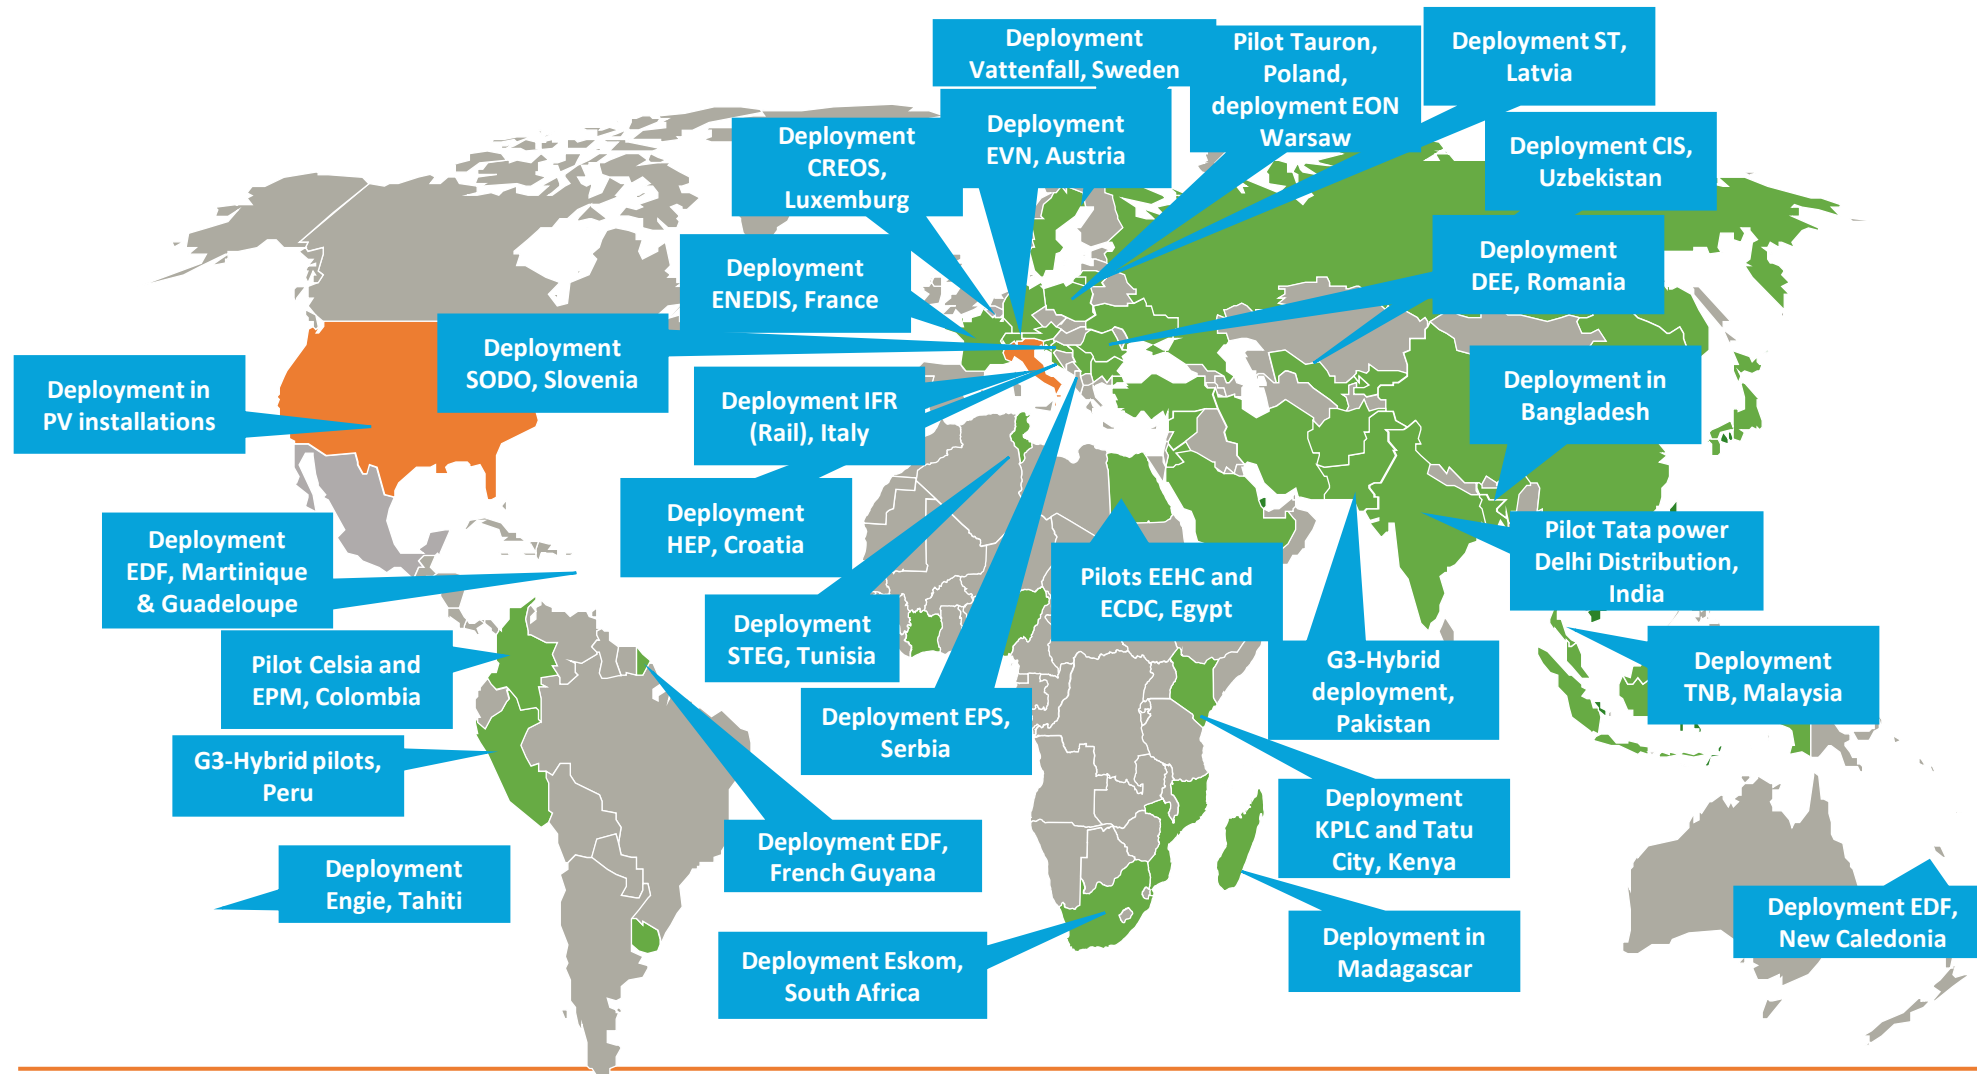 Deployment
Vattenfall, Sweden
Pilot Tauron,
Poland,
deployment EON
Warsaw
Deployment ST,
Latvia
Deployment
CREOS,
Luxemburg
Deployment
EVN, Austria
Deployment CIS,
Uzbekistan
Deployment
ENEDIS, France
Deployment
DEE, Romania
Deployment
SODO, Slovenia
Deployment in
PV installations
Deployment IFR
(Rail), Italy
Deployment in
Bangladesh
Deployment
HEP, Croatia
Deployment
EDF, Martinique
& Guadeloupe
Pilots EEHC and
ECDC, Egypt
Pilot Tata power
Delhi Distribution,
India
Deployment
STEG, Tunisia
Pilot Celsia and
EPM, Colombia
G3-Hybrid
deployment,
Pakistan
Deployment
TNB, Malaysia
Deployment EPS,
Serbia
G3-Hybrid pilots,
Peru
Deployment
KPLC and Tatu
City, Kenya
Deployment EDF,
French Guyana
Deployment
Engie, Tahiti
Deployment Eskom,
South Africa
Deployment in
Madagascar
Deployment EDF,
New Caledonia